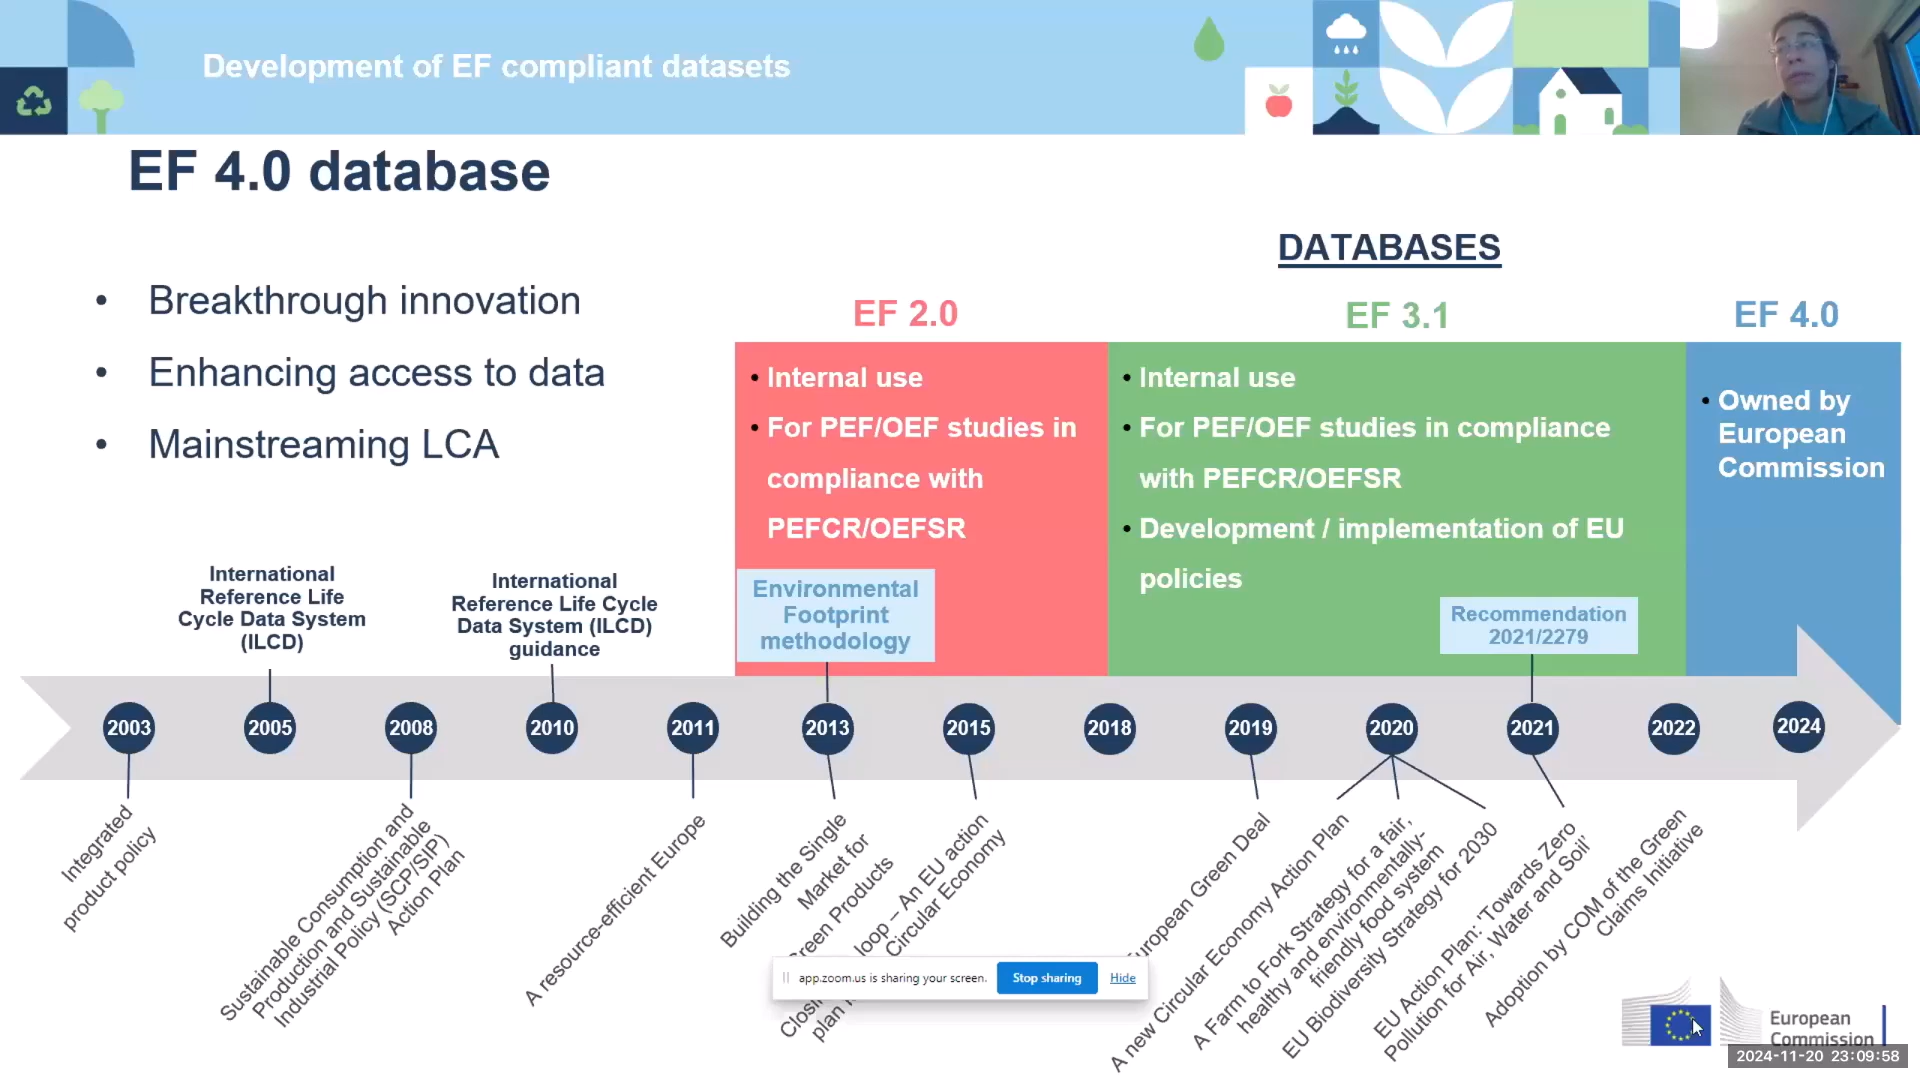 Development of EF compliant datasets
EF 4.0 database
• Breakthrough innovation
• Enhancing access to data
• Mainstreaming LCA
DATABASES
EF 2.0
• Internal use
• For PEF/OEF studies in
compliance with
PEFCR/OEFSR
EF 3.1
• Internal use
• For PEF/OEF studies in compliance
with PEFCR/OEFSR
• Development / implementation of EU
policies
EF 4.0
• Owned by
European
Commission
International
Reference Life
Cycle Data System
(ILCD)
International
Reference Life Cycle
Data System (ILCD)
guidance
Environmental
Footprint
methodology
Recommendation
2021/2279
2003
2005
2008
2010
2011
2013
2015
2018
2019
2020
2021
2022
2024
Integrated
product policy
Sustainable Consumption and
Production and Sustainable
Industrial Policy (SCP/SIP)
Action Plan
A resource-efficient Europe
Building the Single
Market for
Green Products
loop – An EU action
plan
Circular Economy
European Green Deal
A new Circular Economy Action Plan
A Farm to Fork Strategy for a fair,
healthy and environmentally-
friendly food system
EU Biodiversity Strategy for 2030
EU Action Plan: 'Towards Zero
Pollution for Air, Water and Soil'
Adoption by COM of the Green
Claims Initiative
app.zoom.us is sharing your screen.
Stop sharing
Hide
European
Commission
2024-11-20 23:09:58